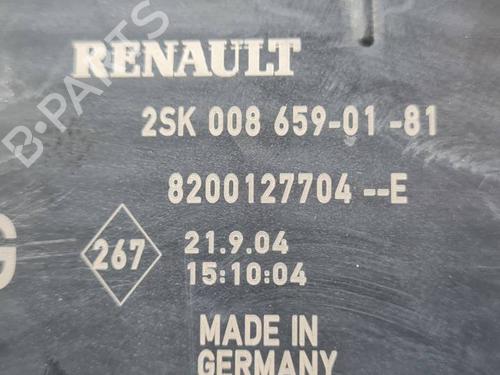 RENAULT
2SK 008 659-01-81
8200127704--E
G
267
21.9.04
15:10:04
MADE IN
GERMANY
B-PARTS